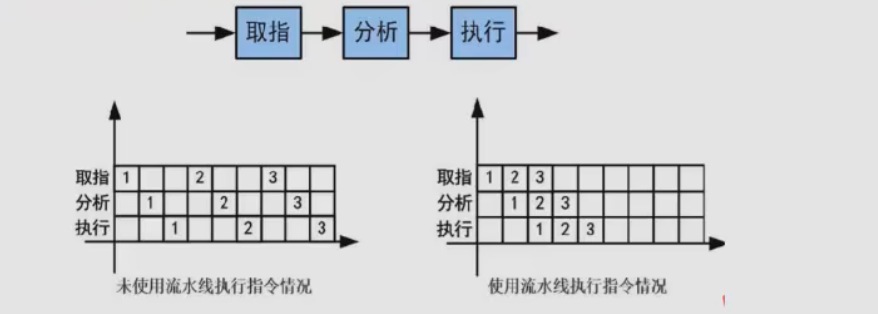 取指 分析 执行
取指 1 2 3 取指 1 2 3
分析 1 2 3 分析 1 2 3
执行 1 2 3 执行 1 2 3
未使用流水线执行指令情况 使用流水线执行指令情况